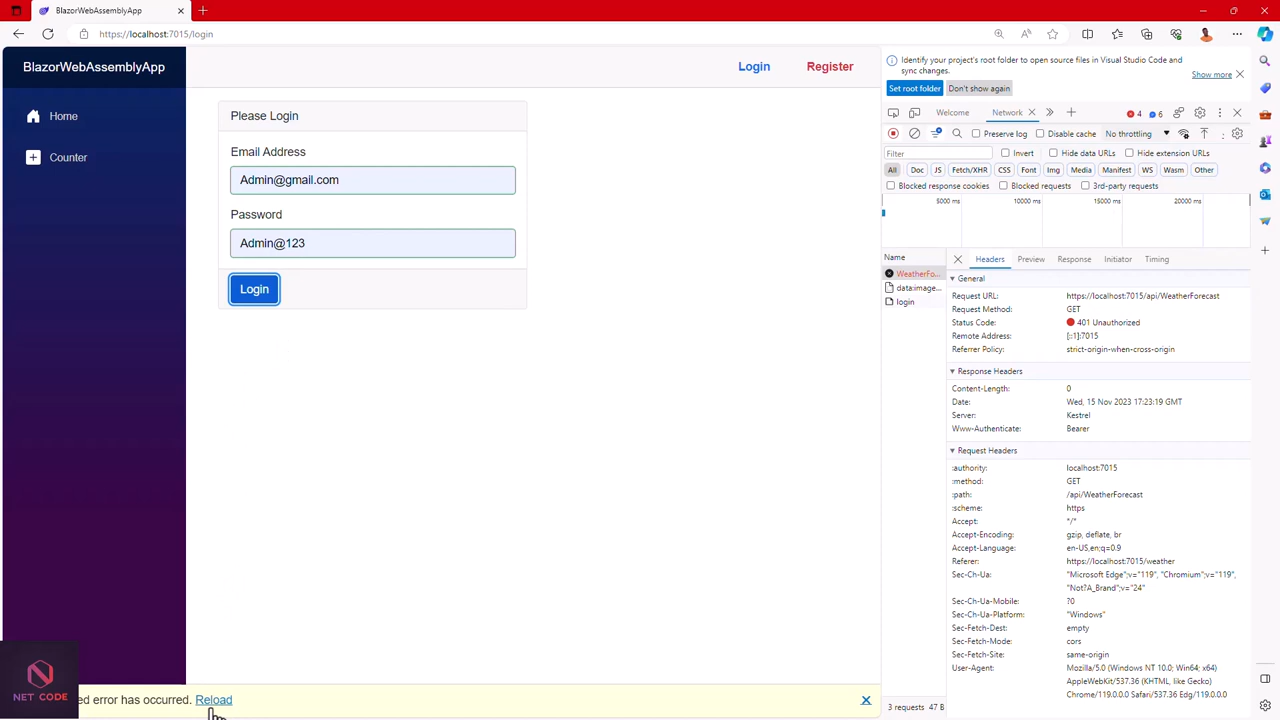 BlazorWebAssemblyApp
https://localhost:7015/login
BlazorWebAssemblyApp
Home
Counter
Login
Register
Please Login
Email Address
Admin@gmail.com
Password
Admin@123
Login
NET CODE
ed error has occurred. Reload
Identify your project's root folder to open source files in Visual Studio Code and
sync changes.
Show more
Set root folder
Don't show again
Welcome
Network
4
6
Preserve log
Disable cache
No throttling
Filter
Invert
Hide data URLs
Hide extension URLs
All
Doc
JS
Fetch/XHR
CSS
Font
Img
Media
Manifest
WS
Wasm
Other
Blocked response cookies
Blocked requests
3rd-party requests
5000 ms
10000 ms
15000 ms
20000 ms
Name
WeatherFo...
data:image...
login
3 requests 47 B
Headers
Preview
Response
Initiator
Timing
General
Request URL: https://localhost:7015/api/WeatherForecast
Request Method: GET
Status Code: 401 Unauthorized
Remote Address: [::1]:7015
Referrer Policy: strict-origin-when-cross-origin
Response Headers
Content-Length: 0
Date: Wed, 15 Nov 2023 17:23:19 GMT
Server: Kestrel
Www-Authenticate: Bearer
Request Headers
:authority: localhost:7015
:method: GET
:path: /api/WeatherForecast
:scheme: https
Accept: */*
Accept-Encoding: gzip, deflate, br
Accept-Language: en-US,en;q=0.9
Referer: https://localhost:7015/weather
Sec-Ch-Ua: "Microsoft Edge";v="119", "Chromium";v="119",
"Not?A_Brand";v="24"
Sec-Ch-Ua-Mobile: ?0
Sec-Ch-Ua-Platform: "Windows"
Sec-Fetch-Dest: empty
Sec-Fetch-Mode: cors
Sec-Fetch-Site: same-origin
User-Agent: Mozilla/5.0 (Windows NT 10.0; Win64; x64)
AppleWebKit/537.36 (KHTML, like Gecko)
Chrome/119.0.0.0 Safari/537.36 Edg/119.0.0.0